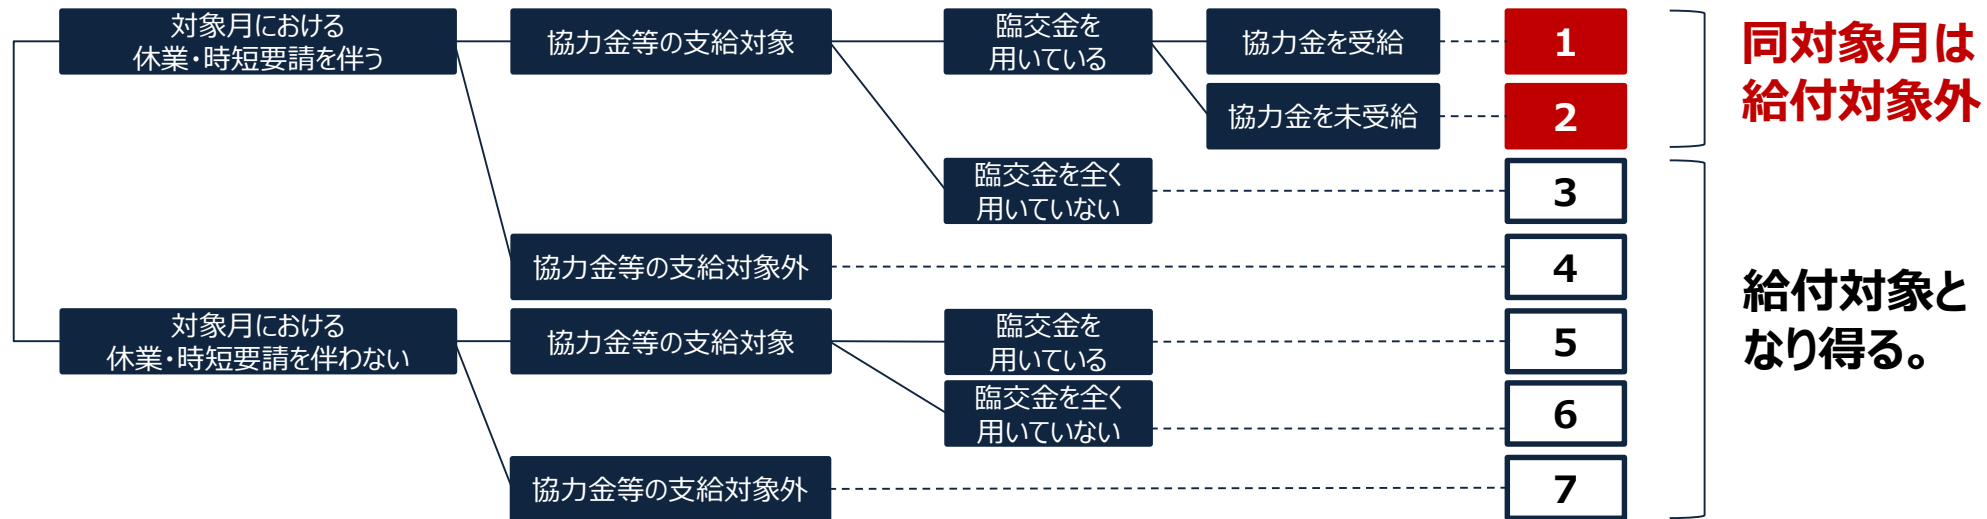 対象月における
休業・時短要請を伴う
協力金等の支給対象
臨交金を
用いている
協力金を受給
1
同対象月は
給付対象外
協力金を未受給
2
臨交金を全く
用いていない
3
協力金等の支給対象外
4
給付対象と
なり得る。
対象月における
休業・時短要請を伴わない
協力金等の支給対象
臨交金を
用いている
5
臨交金を全く
用いていない
6
協力金等の支給対象外
7